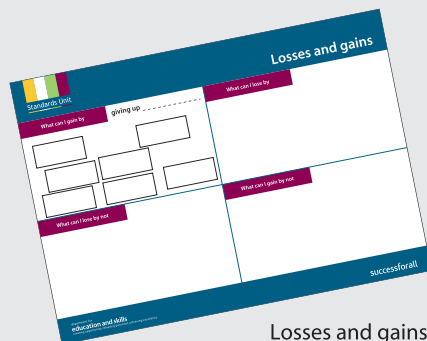 Losses and gains
Standards Unit
What can I gain by
giving up
What can I lose by
What can I lose by not
What can I gain by not
education and skills
successforall
Losses and gains